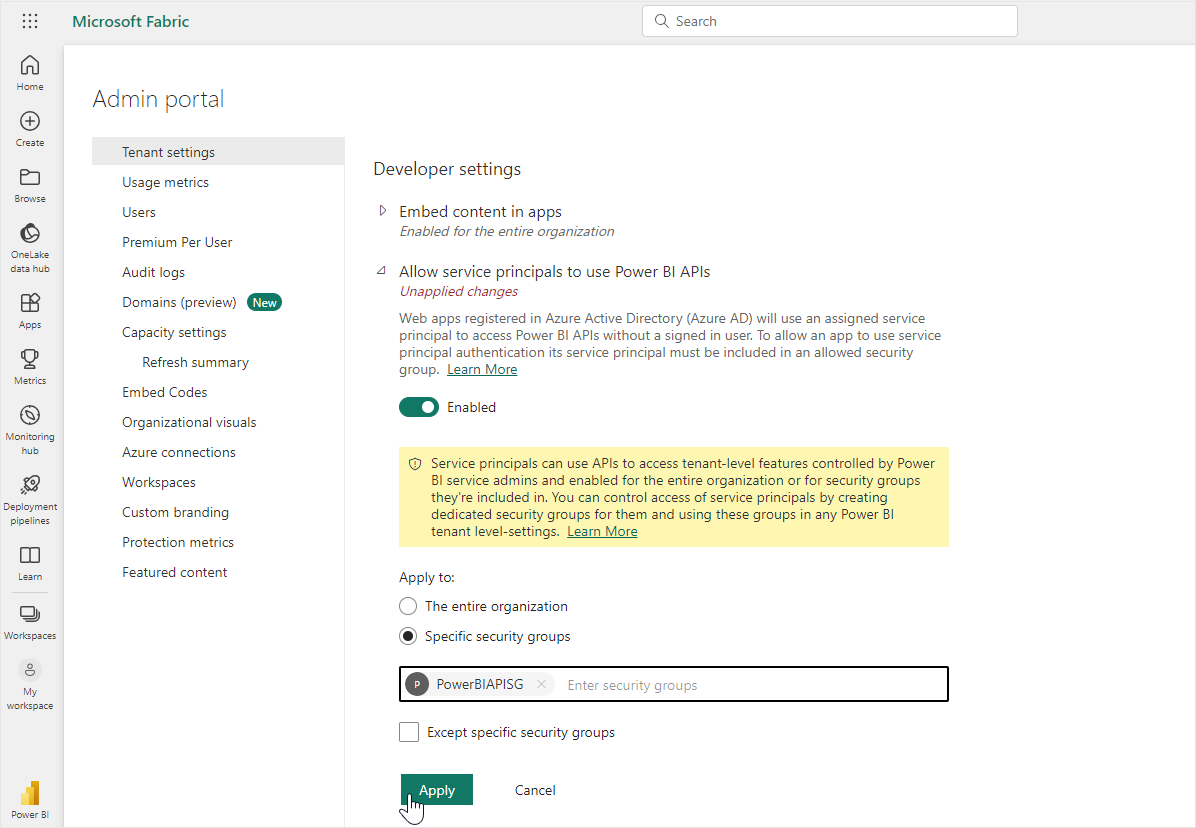 Microsoft Fabric
Search
Home
Create
Browse
OneLake
data hub
Apps
Metrics
Monitoring
hub
Deployment
pipelines
Learn
Workspaces
My
workspace
Power BI
Admin portal
Tenant settings
Usage metrics
Users
Premium Per User
Audit logs
Domains (preview) New
Capacity settings
Refresh summary
Embed Codes
Organizational visuals
Azure connections
Workspaces
Custom branding
Protection metrics
Featured content
Developer settings
Embed content in apps
Enabled for the entire organization
Allow service principals to use Power BI APIs
Unapplied changes
Web apps registered in Azure Active Directory (Azure AD) will use an assigned service
principal to access Power BI APIs without a signed in user. To allow an app to use service
principal authentication its service principal must be included in an allowed security
group. Learn More
Enabled
Service principals can use APIs to access tenant-level features controlled by Power
BI service admins and enabled for the entire organization or for security groups
they're included in. You can control access of service principals by creating
dedicated security groups for them and using these groups in any Power BI
tenant level-settings. Learn More
Apply to:
The entire organization
Specific security groups
P PowerBIAPISG Enter security groups
Except specific security groups
Apply Cancel